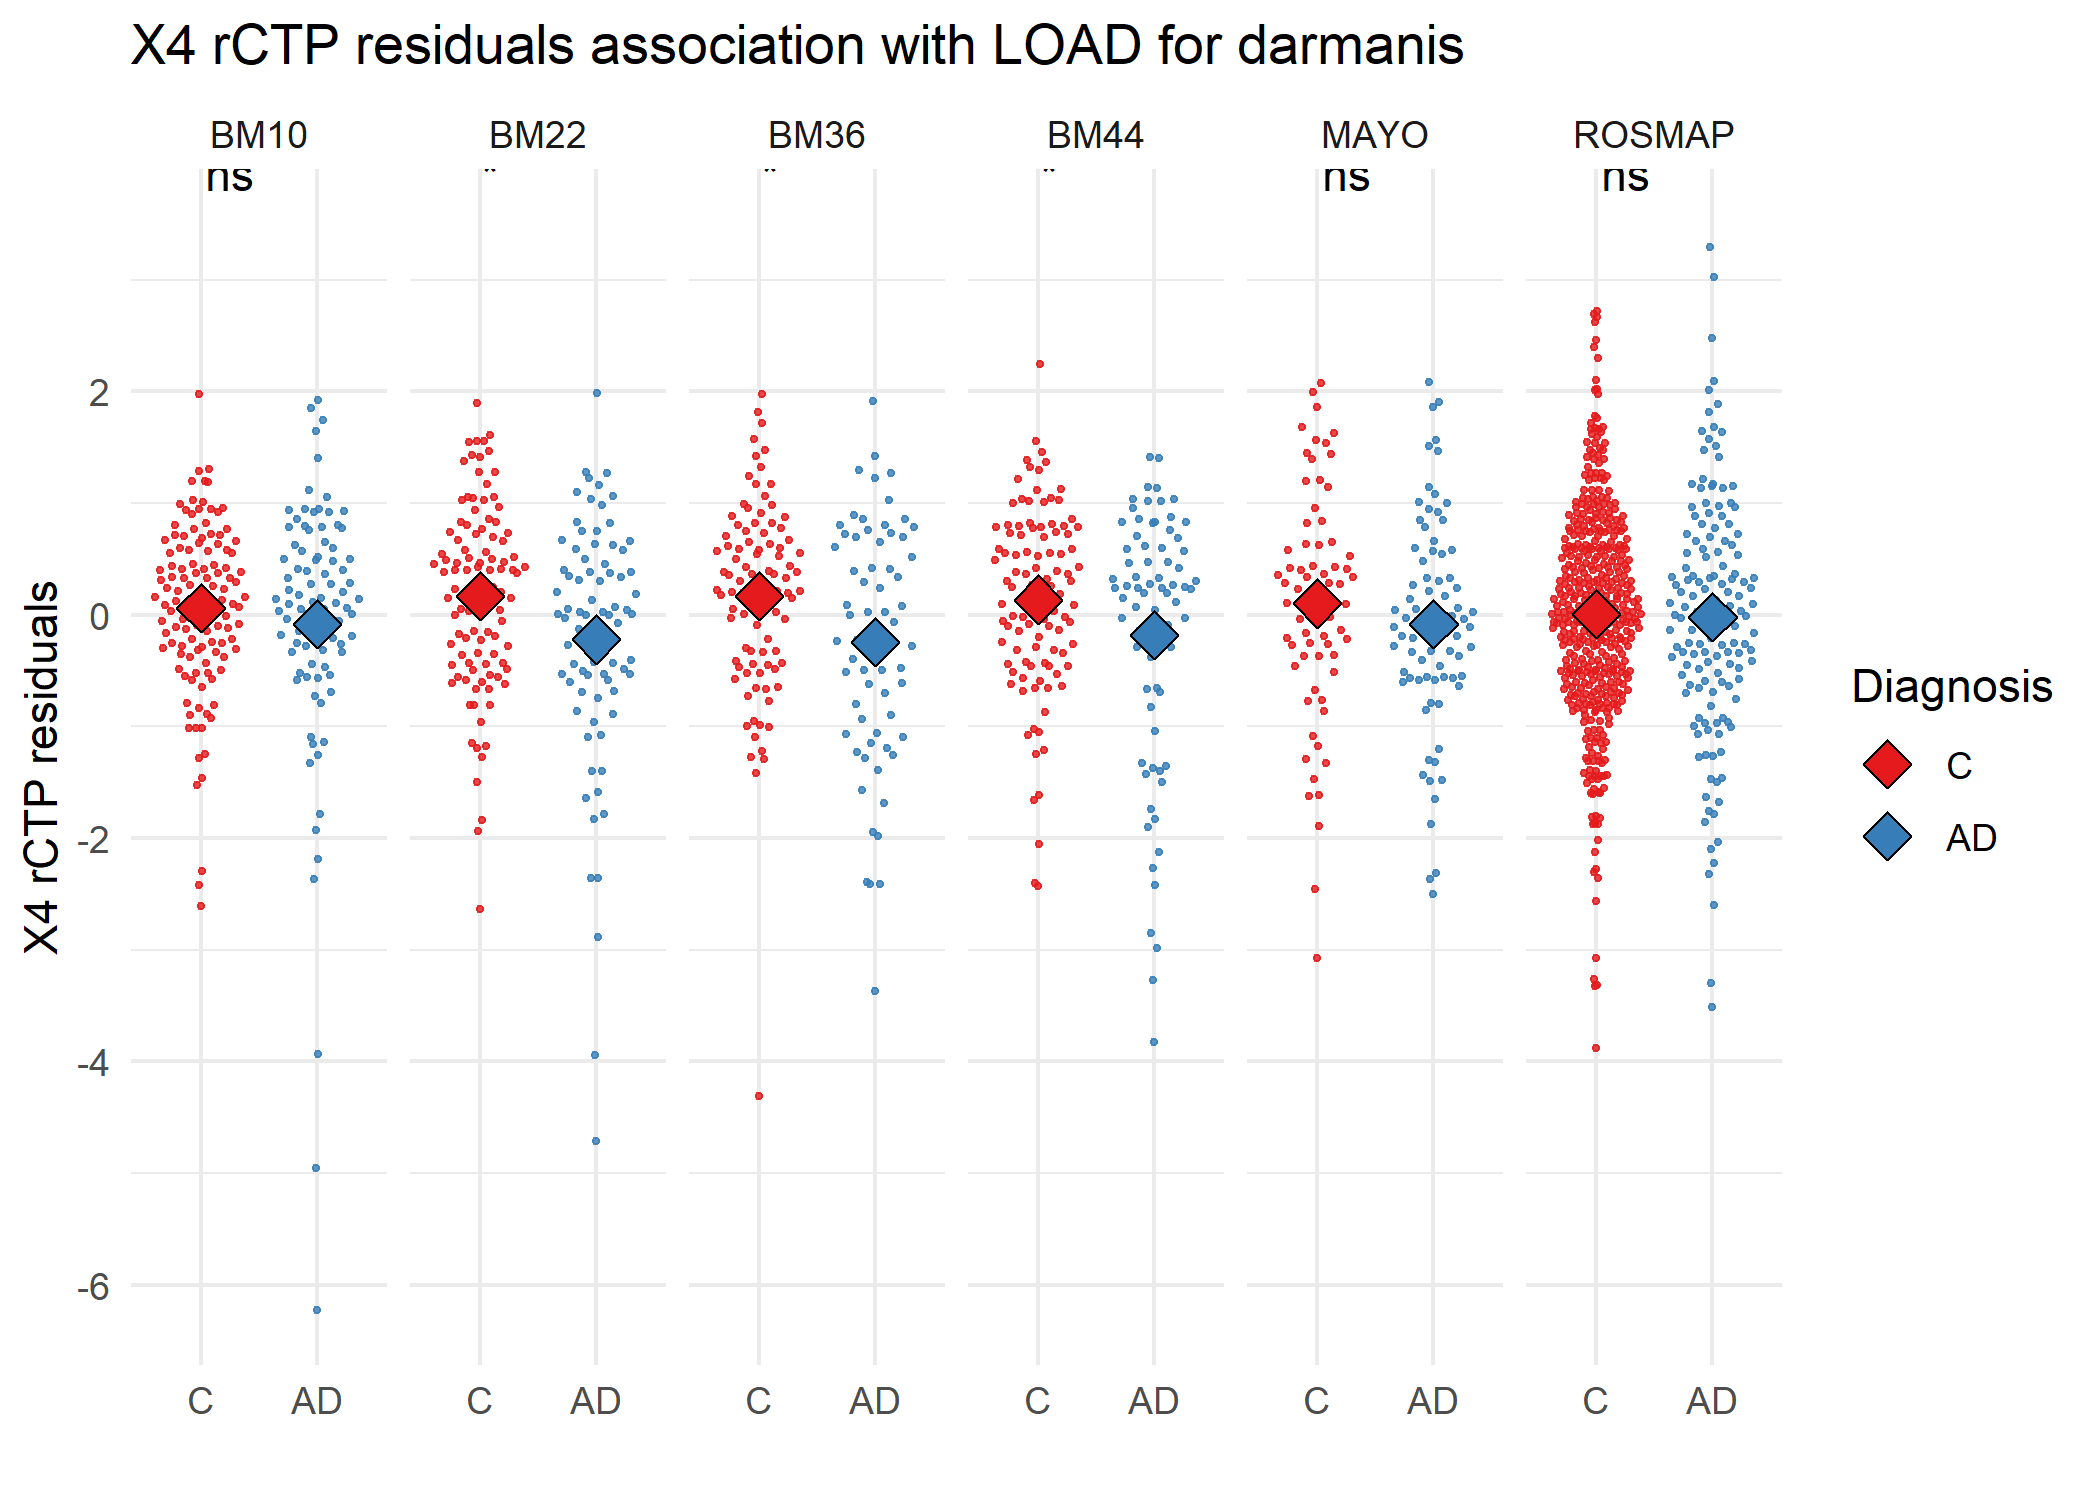 X4 rCTP residuals association with LOAD for darmanis
BM10 BM22 BM36 BM44 MAYO ROSMAP
ns * * * ns ns
2
0
-2
-4
-6
X4 rCTP residuals
C AD C AD C AD C AD C AD C AD
Diagnosis
C
AD